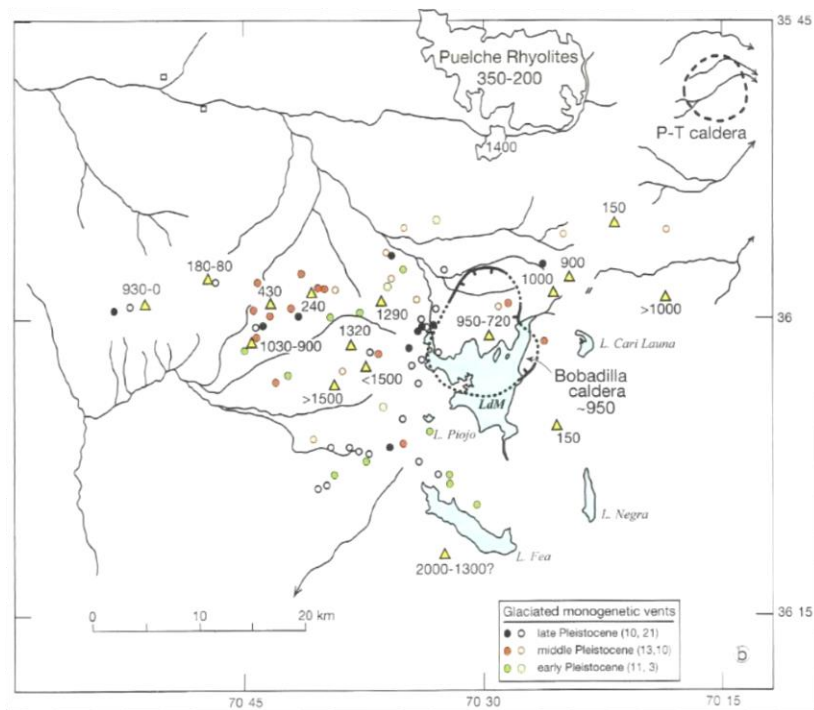 35 45
Puelche Rhyolites
350-200
P-T caldera
1400
150
180-80
900
1000
930-0
430
240
1290
>1000
950-720
36
1320
1030-900
L. Cari Launa
<1500
Bobadilla
caldera
~950
>1500
LdM
150
L. Piojo
L. Negra
L. Fea
2000-1300?
0 10 20 km
Glaciated monogenetic vents
late Pleistocene (10, 21)
middle Pleistocene (13,10)
early Pleistocene (11, 3)
36 15
b
70 45
70 30
70 15